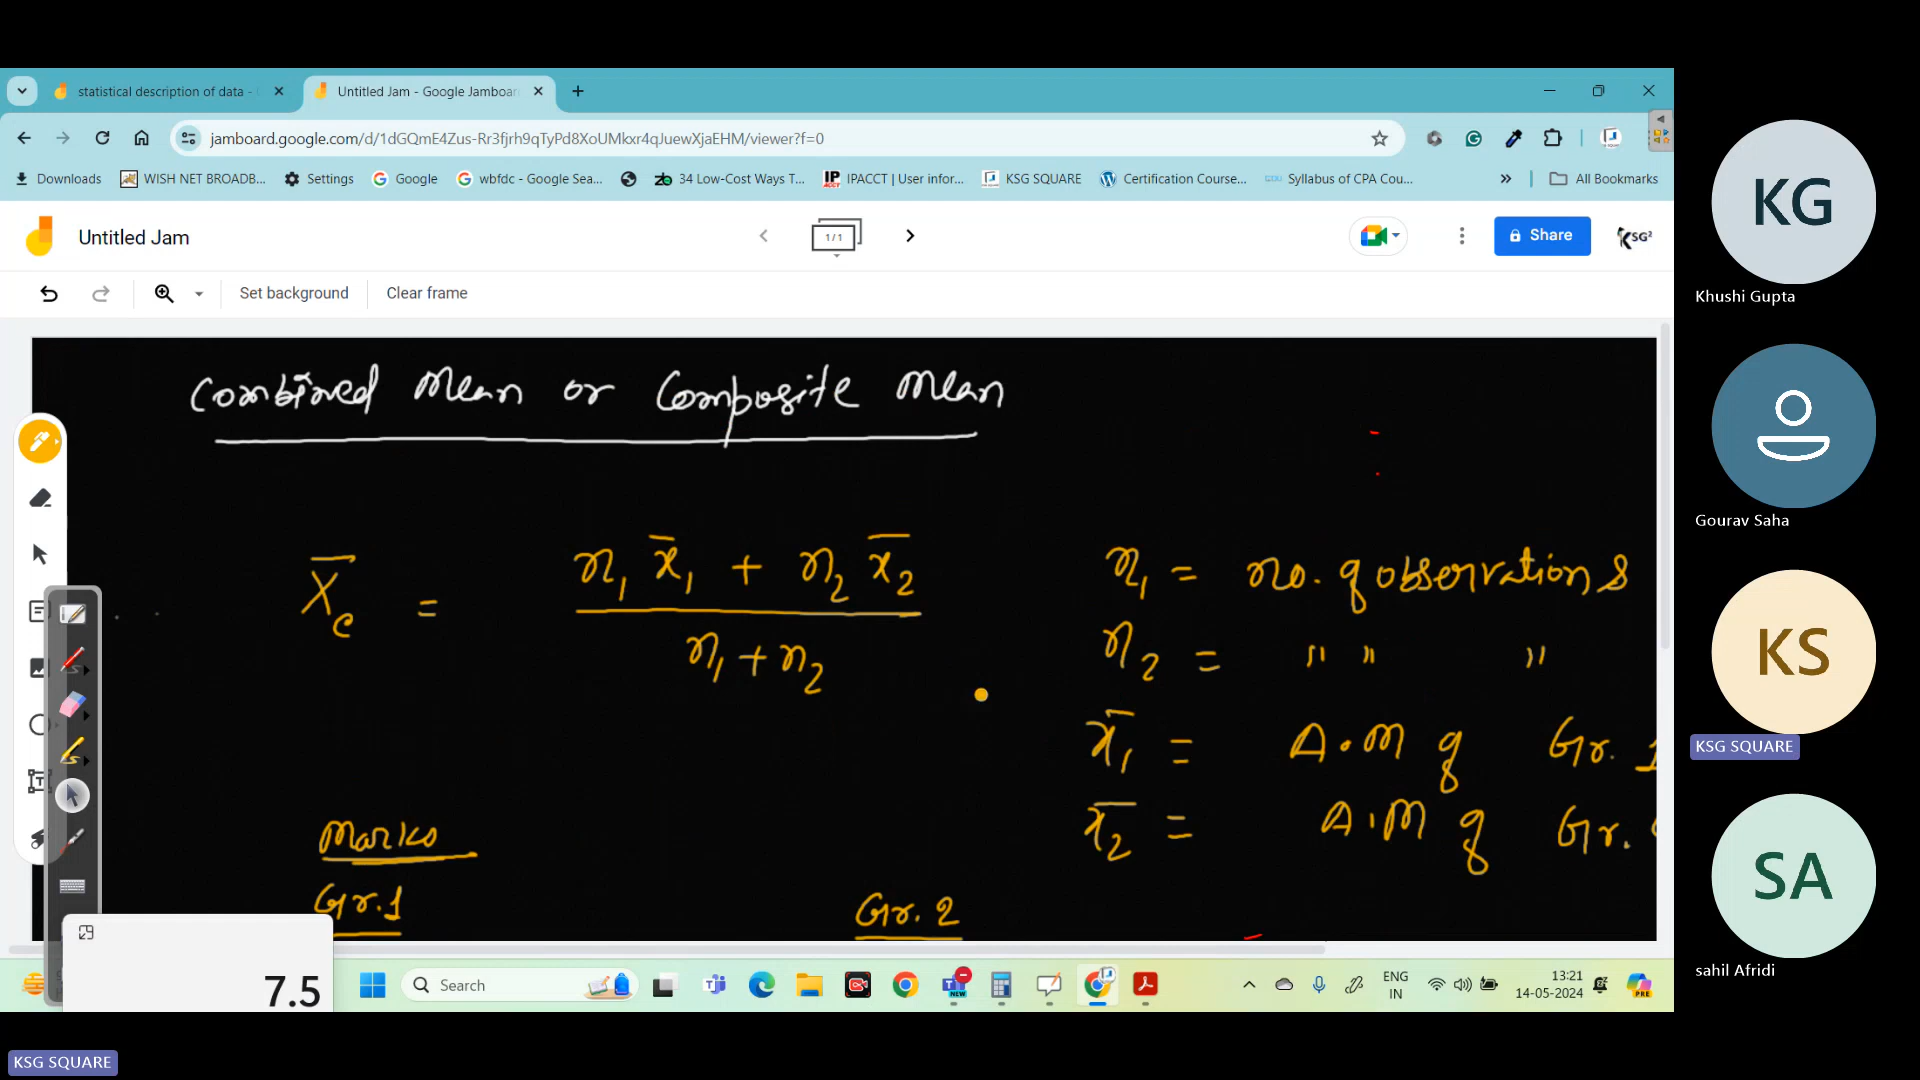 statistical description of data -
Untitled Jam - Google Jamboar
jamboard.google.com/d/1dGQmE4Zus-Rr3fjrh9qTyPd8XoUMkxr4qJuewXjaEHM/viewer?f=0
Downloads WISH NET BROADB... Settings Google wbfdc - Google Sea... 34 Low-Cost Ways T... IPACCT | User infor... KSG SQUARE Certification Course... Syllabus of CPA Cou... » All Bookmarks
Untitled Jam
1/1
Share
KSG²
Set background Clear frame
Combined Mean or Composite Mean
X̄c = n₁ x̄₁ + n₂ x̄₂
n₁ + n₂
n₁ = no. of observations
n₂ = " " "
x̄₁ = A.M of Gr. 1
x̄₂ = A.M of Gr.
Marks
Gr.1
Gr. 2
7.5
Search
ENG
IN
13:21
14-05-2024
KG
Khushi Gupta
Gourav Saha
KS
KSG SQUARE
SA
sahil Afridi
KSG SQUARE